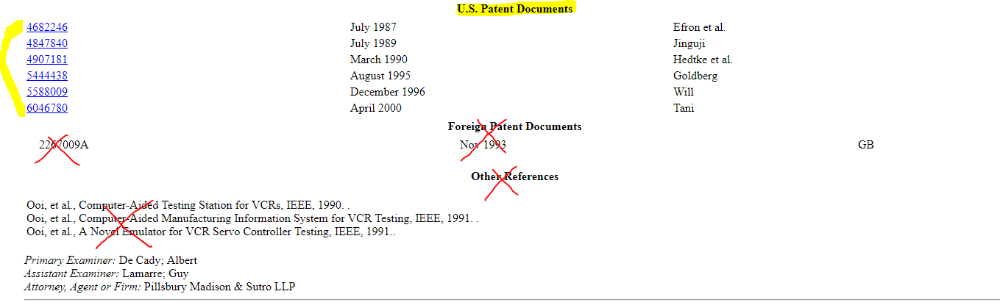 U.S. Patent Documents
4682246 July 1987 Efron et al.
4847840 July 1989 Jinguji
4907181 March 1990 Hedtke et al.
5444438 August 1995 Goldberg
5588009 December 1996 Will
6046780 April 2000 Tani
Foreign Patent Documents
2267009A Nov 1993 GB
Other References
Ooi, et al., Computer-Aided Testing Station for VCRs, IEEE, 1990. .
Ooi, et al., Computer-Aided Manufacturing Information System for VCR Testing, IEEE, 1991. .
Ooi, et al., A Novel Emulator for VCR Servo Controller Testing, IEEE, 1991..
Primary Examiner: De Cady; Albert
Assistant Examiner: Lamarre; Guy
Attorney, Agent or Firm: Pillsbury Madison & Sutro LLP